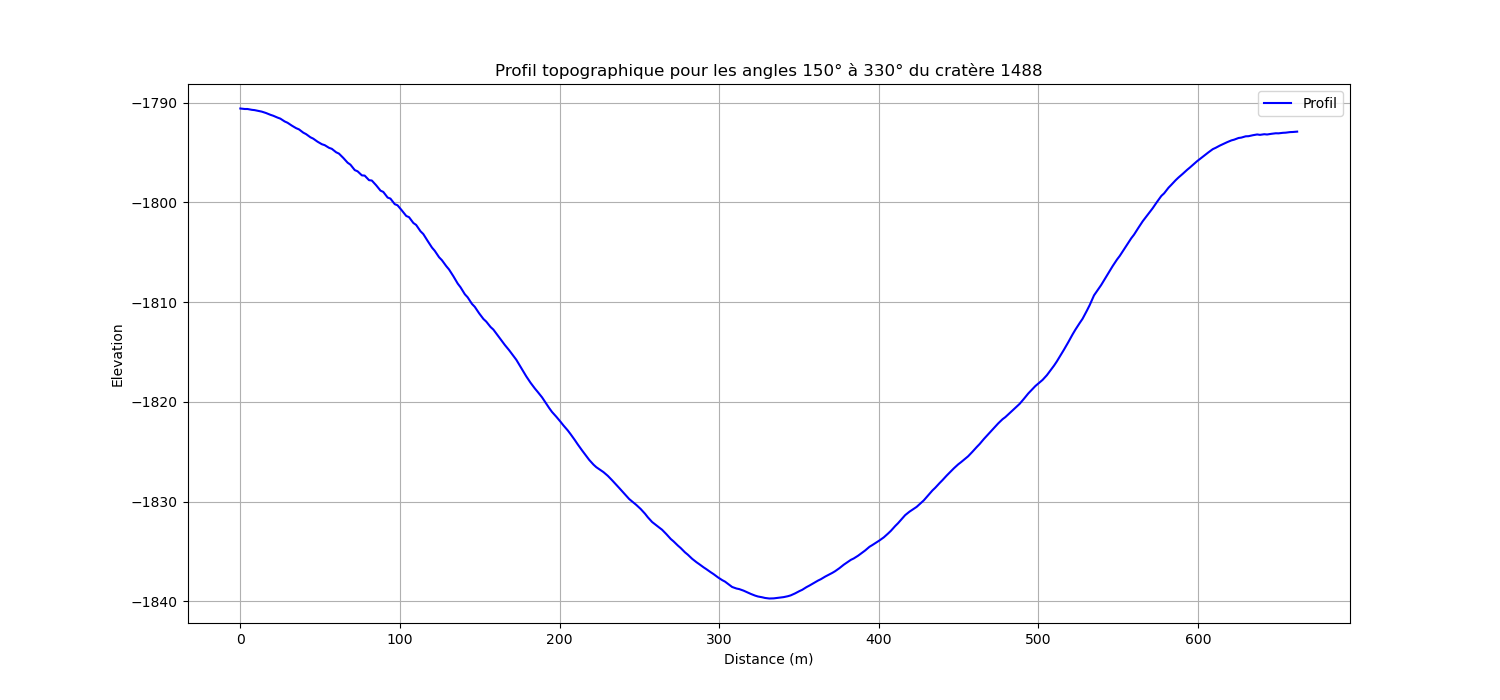 Profil topographique pour les angles 150° à 330° du cratère 1488
Profil
−1790
−1800
−1810
−1820
−1830
−1840
Elevation
0 100 200 300 400 500 600
Distance (m)